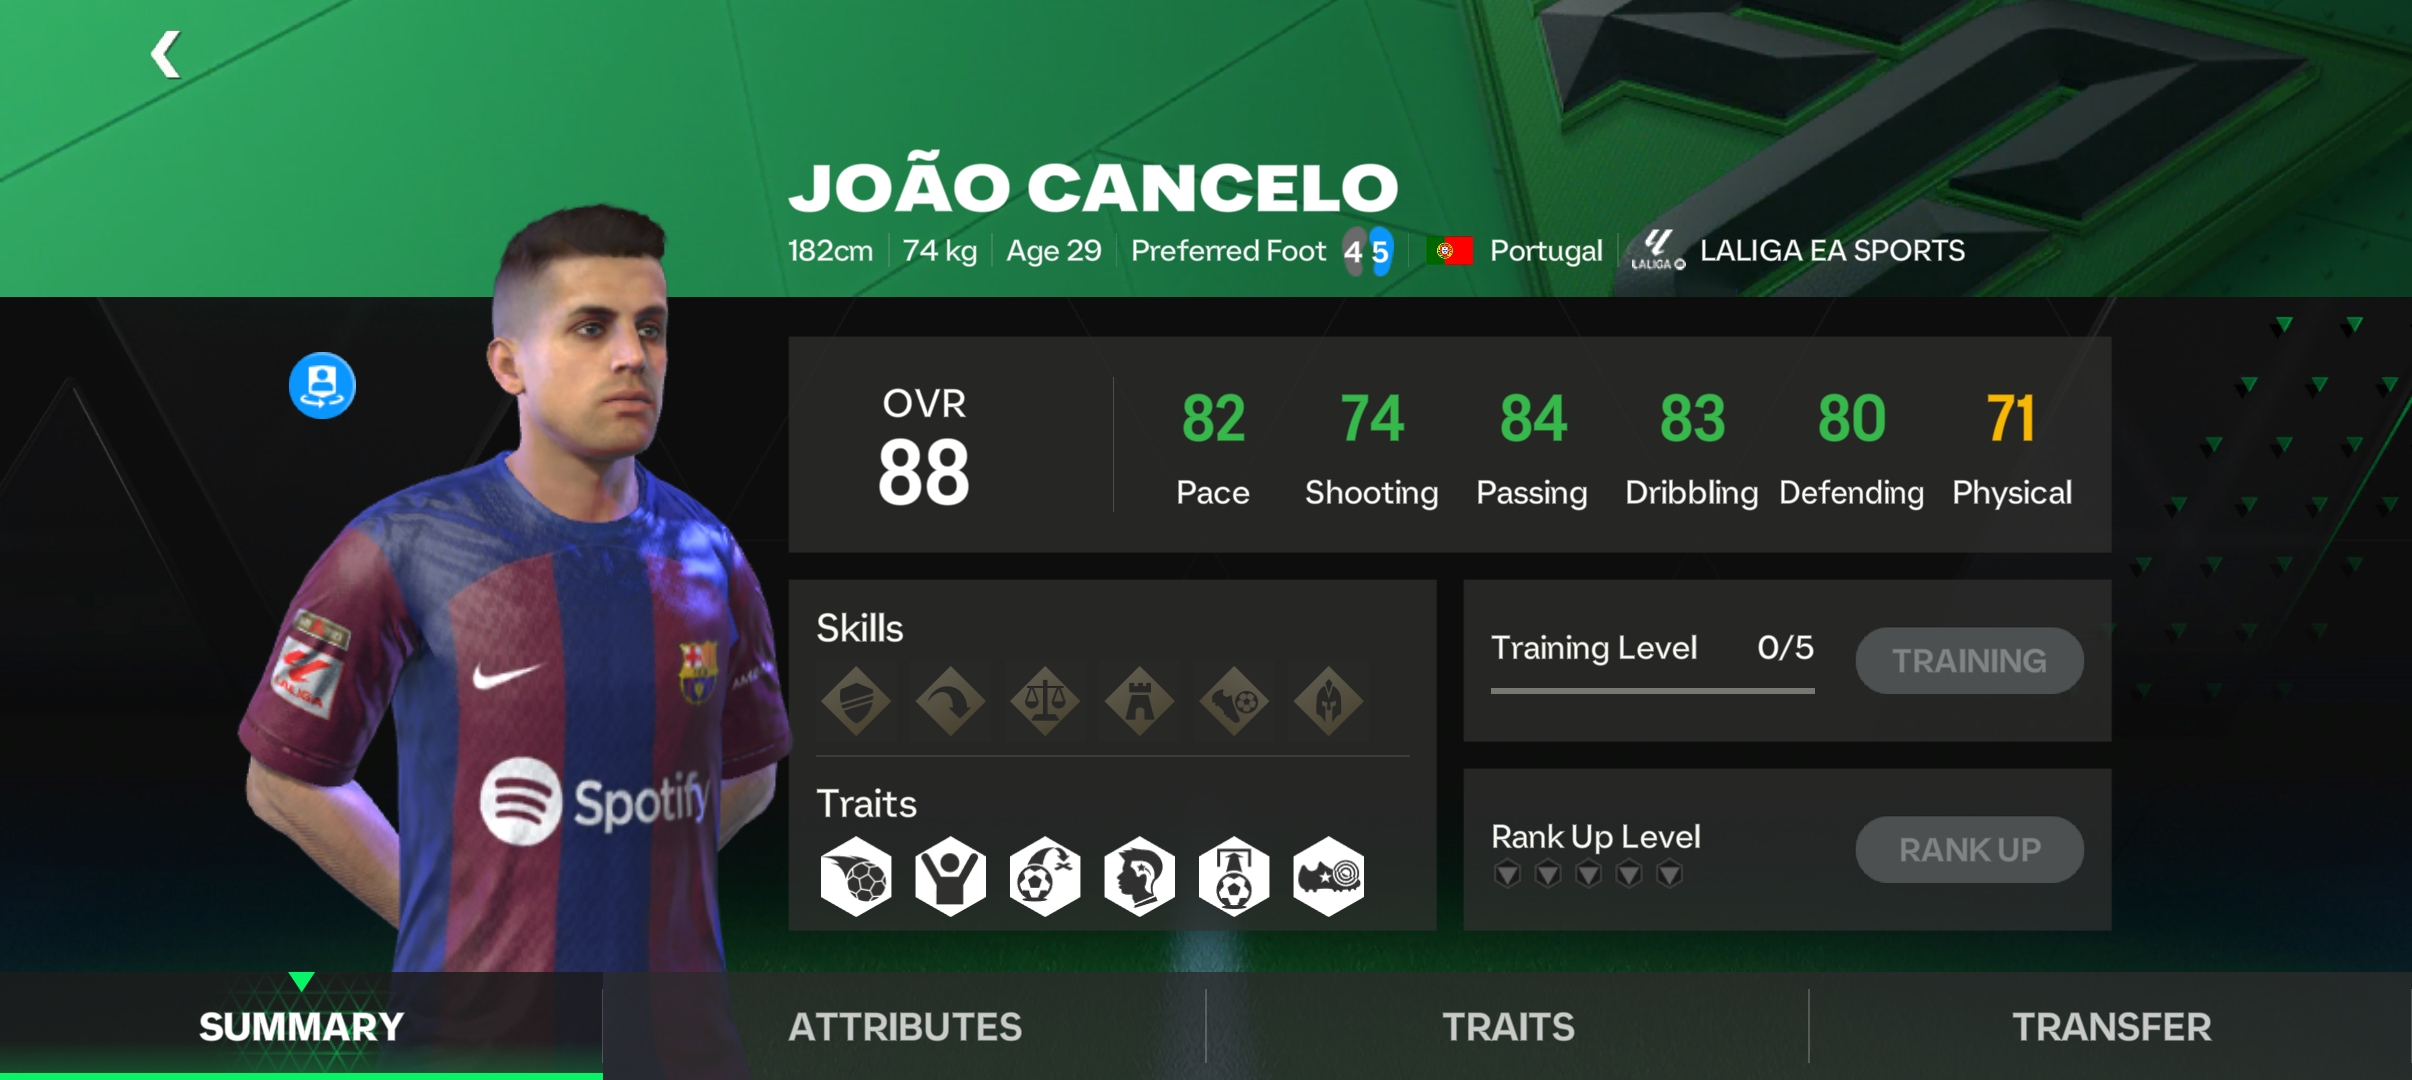 JOÃO CANCELO
182cm 74 kg Age 29 Preferred Foot 4 5 Portugal LALIGA LALIGA EA SPORTS
OVR
88
82 74 84 83 80 71
Pace Shooting Passing Dribbling Defending Physical
Skills
Training Level 0/5 TRAINING
LALIGA
Spotify
Traits
Rank Up Level RANK UP
SUMMARY ATTRIBUTES TRAITS TRANSFER